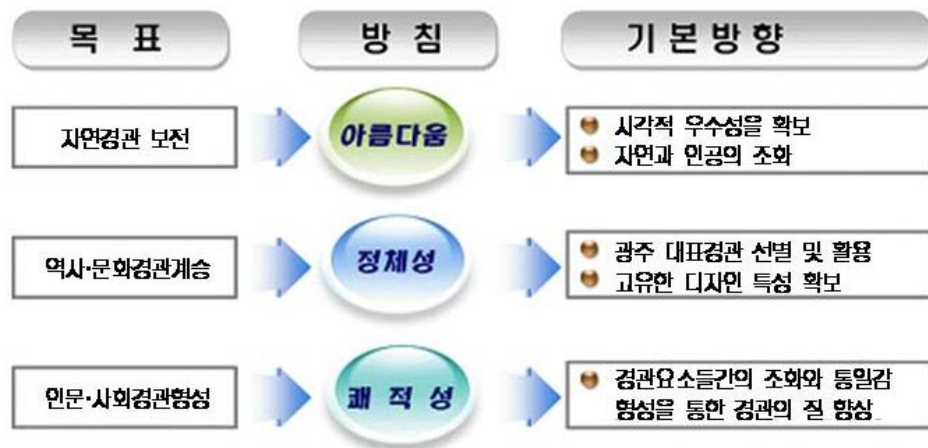 목 표
방 침
기 본 방 향
자연경관 보전
아름다움
시각적 우수성을 확보
자연과 인공의 조화
역사·문화경관계승
정체성
광주 대표경관 선별 및 활용
고유한 디자인 특성 확보
인문·사회경관형성
쾌 적 성
경관요소들간의 조화와 통일감
형성을 통한 경관의 질 향상